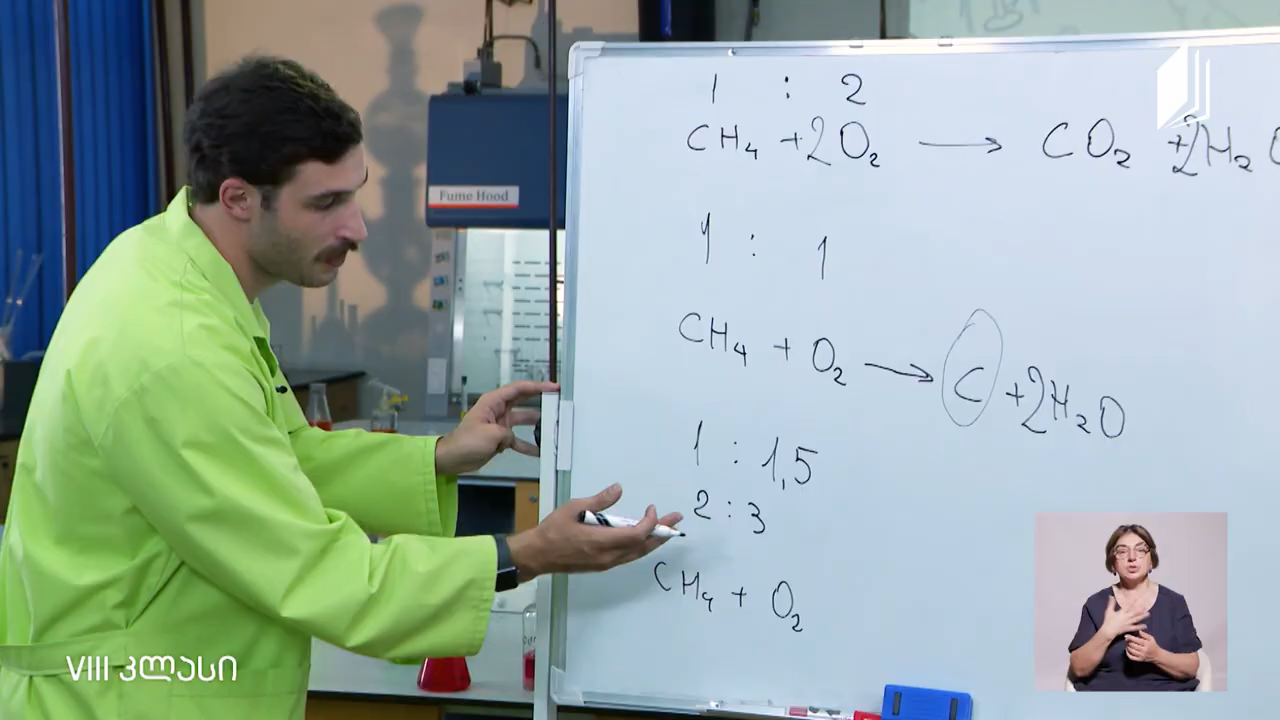 1 : 2
CH₄ + 2O₂ → CO₂ + 2H₂O
Fume Hood
1 : 1
CH₄ + O₂ → C + 2H₂O
1 : 1,5
2 : 3
CH₄ + O₂
VIII კლასი